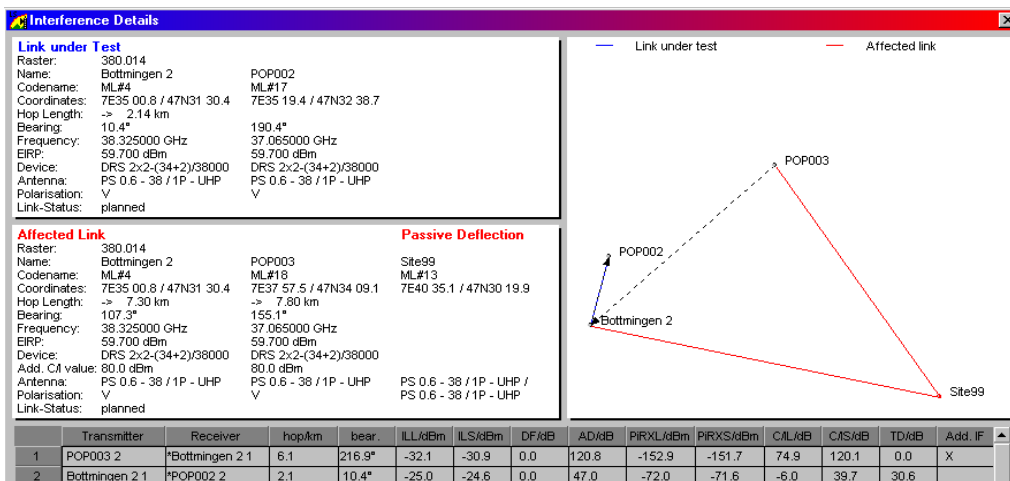 Interference Details
Link under Test
Raster: 380.014
Name: Bottmingen 2 POP002
Codename: ML#4 ML#17
Coordinates: 7E35 00.8 / 47N31 30.4 7E35 19.4 / 47N32 38.7
Hop Length: -> 2.14 km
Bearing: 10.4° 190.4°
Frequency: 38.325000 GHz 37.065000 GHz
EIRP: 59.700 dBm 59.700 dBm
Device: DRS 2x2-(34+2)/38000 DRS 2x2-(34+2)/38000
Antenna: PS 0.6 - 38 / 1P - UHP PS 0.6 - 38 / 1P - UHP
Polarisation: V V
Link-Status: planned
Affected Link Passive Deflection
Raster: 380.014
Name: Bottmingen 2 POP003 Site99
Codename: ML#4 ML#18 ML#13
Coordinates: 7E35 00.8 / 47N31 30.4 7E37 57.5 / 47N34 09.1 7E40 35.1 / 47N30 19.9
Hop Length: -> 7.30 km -> 7.80 km
Bearing: 107.3° 155.1°
Frequency: 38.325000 GHz 37.065000 GHz
EIRP: 59.700 dBm 59.700 dBm
Device: DRS 2x2-(34+2)/38000 DRS 2x2-(34+2)/38000
Add. C/I value: 80.0 dBm 80.0 dBm
Antenna: PS 0.6 - 38 / 1P - UHP PS 0.6 - 38 / 1P - UHP PS 0.6 - 38 / 1P - UHP /
Polarisation: V V PS 0.6 - 38 / 1P - UHP
Link-Status: planned
Link under test Affected link
POP003
POP002
Bottmingen 2
Site99
Transmitter Receiver hop/km bear. ILL/dBm ILS/dBm DF/dB AD/dB PiRXL/dBm PiRXS/dBm C/IL/dB C/IS/dB TD/dB Add. IF
1 POP003 2 *Bottmingen 2 1 6.1 216.9° -32.1 -30.9 0.0 120.8 -152.9 -151.7 74.9 120.1 0.0 X
2 Bottmingen 2 1 *POP002 2 2.1 10.4° -25.0 -24.6 0.0 47.0 -72.0 -71.6 -6.0 39.7 30.6